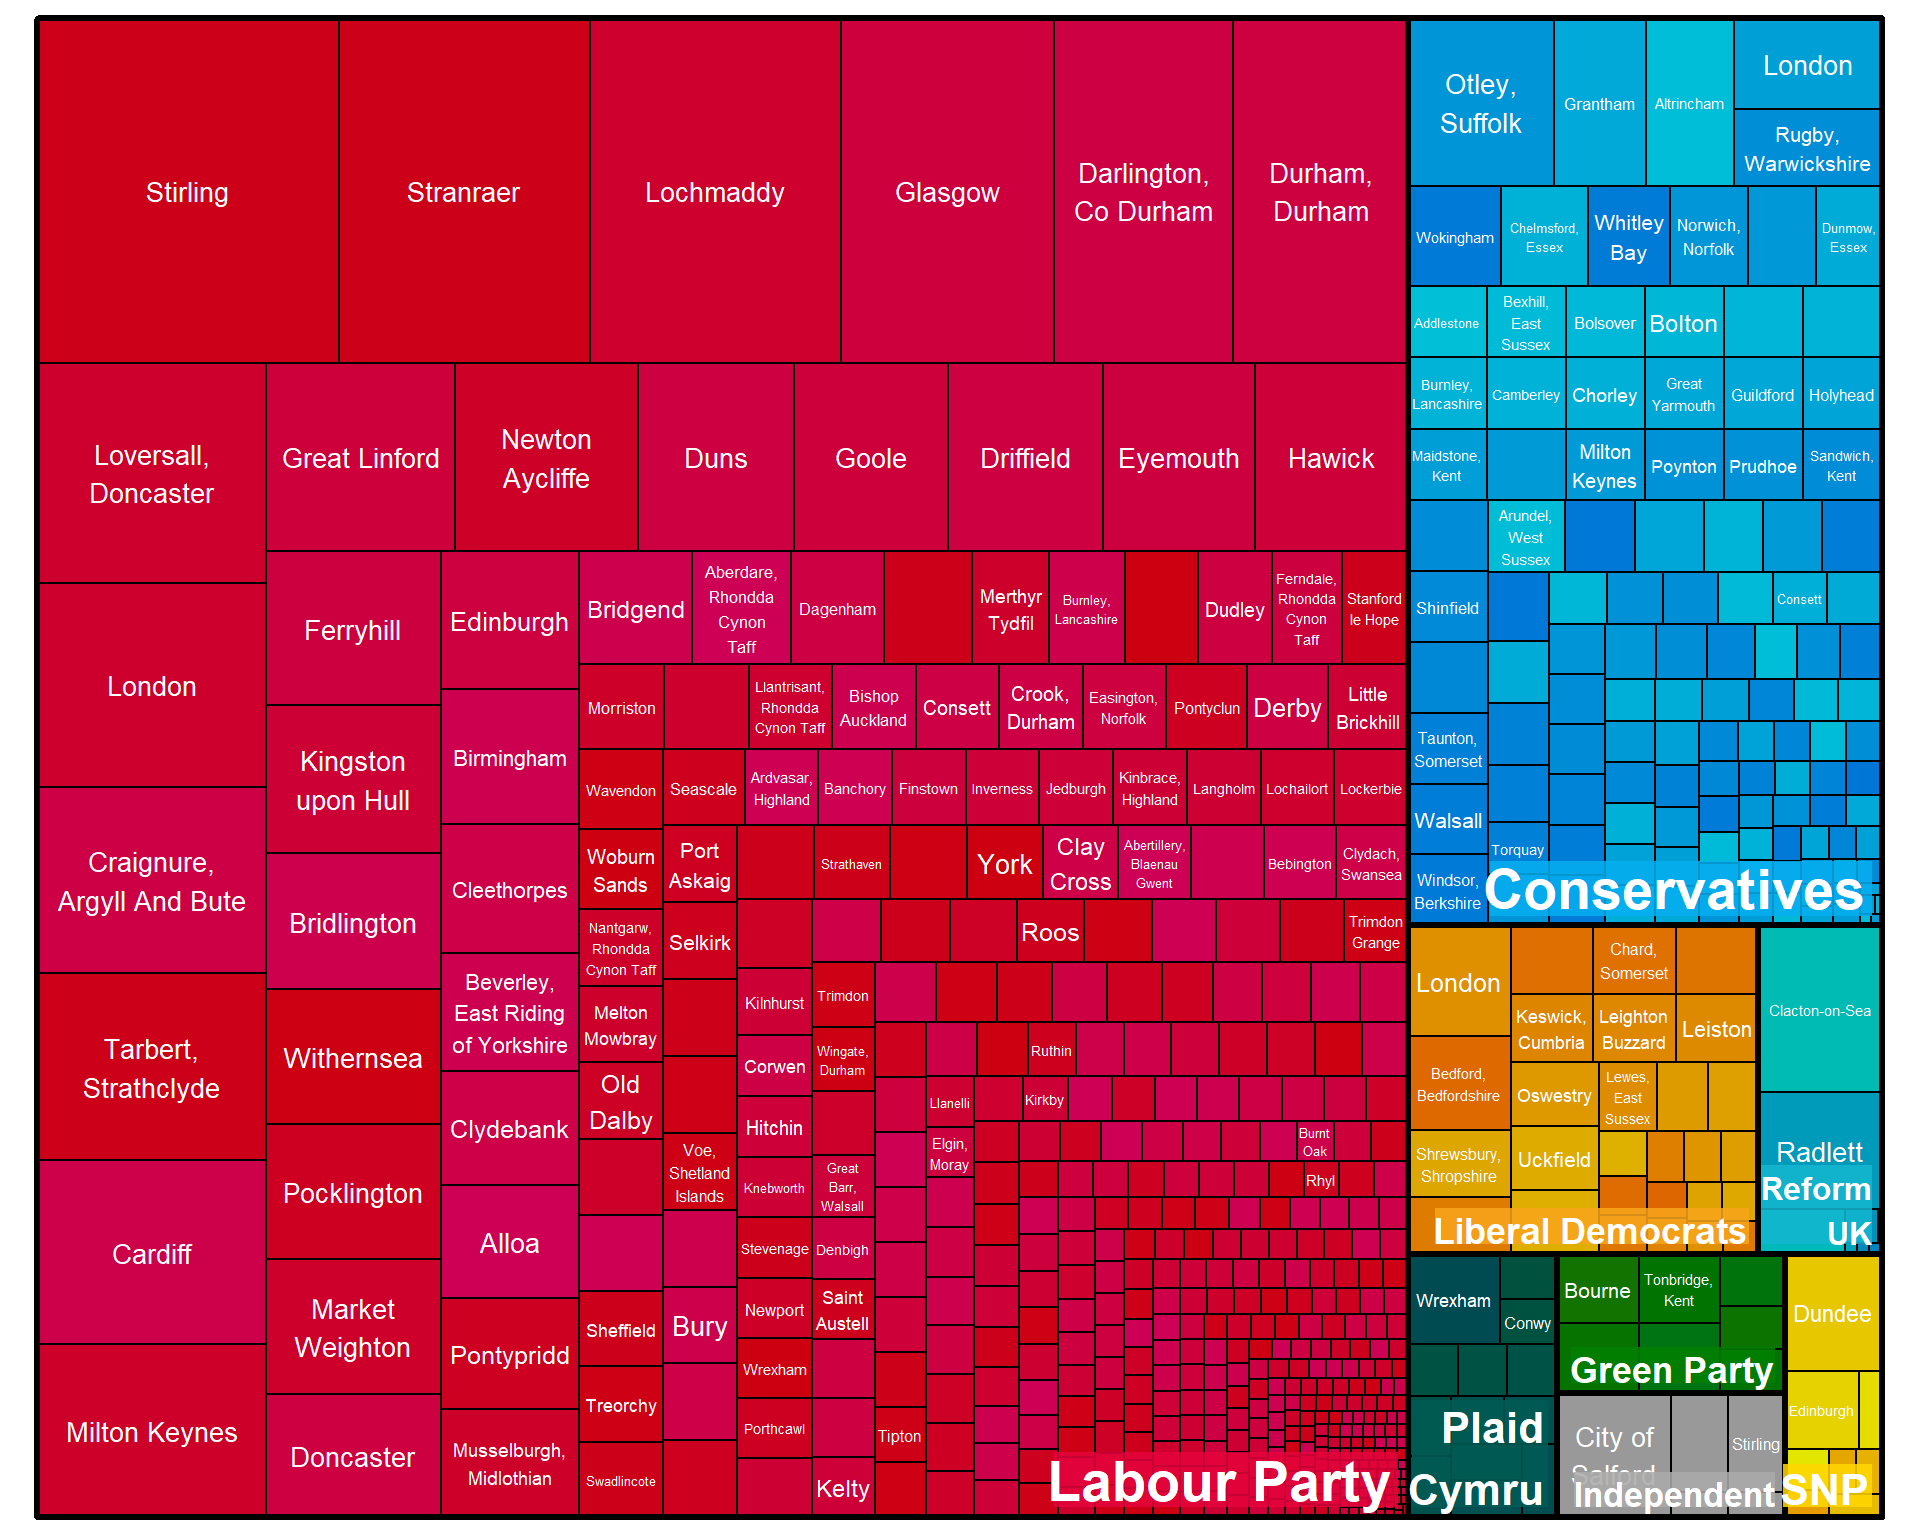 Stirling
Stranraer
Lochmaddy
Glasgow
Darlington,
Co Durham
Durham,
Durham
Loversall,
Doncaster
Great Linford
Newton
Aycliffe
Duns
Goole
Driffield
Eyemouth
Hawick
London
Craignure,
Argyll And Bute
Tarbert,
Strathclyde
Cardiff
Milton Keynes
Ferryhill
Kingston
upon Hull
Bridlington
Withernsea
Pocklington
Market
Weighton
Doncaster
Edinburgh
Birmingham
Cleethorpes
Beverley,
East Riding
of Yorkshire
Clydebank
Alloa
Pontypridd
Musselburgh,
Midlothian
Bridgend
Aberdare,
Rhondda
Cynon
Taff
Dagenham
Merthyr
Tydfil
Burnley,
Lancashire
Dudley
Ferndale,
Rhondda
Cynon
Taff
Stanford
le Hope
Morriston
Llantrisant,
Rhondda
Cynon Taff
Bishop
Auckland
Consett
Crook,
Durham
Easington,
Norfolk
Pontyclun
Derby
Little
Brickhill
Wavendon
Seascale
Ardvasar,
Highland
Banchory
Finstown
Inverness
Jedburgh
Kinbrace,
Highland
Langholm
Lochailort
Lockerbie
Woburn
Sands
Port
Askaig
Strathaven
York
Clay
Cross
Abertillery,
Blaenau
Gwent
Bebington
Clydach,
Swansea
Nantgarw,
Rhondda
Cynon Taff
Selkirk
Roos
Trimdon
Grange
Melton
Mowbray
Kilnhurst
Trimdon
Old
Dalby
Corwen
Wingate,
Durham
Ruthin
Hitchin
Llanelli
Kirkby
Voe,
Shetland
Islands
Knebworth
Great
Barr,
Walsall
Elgin,
Moray
Burnt
Oak
Rhyl
Stevenage
Denbigh
Sheffield
Bury
Newport
Saint
Austell
Treorchy
Wrexham
Swadlincote
Porthcawl
Tipton
Kelty
Labour Party
Otley,
Suffolk
Grantham
Altrincham
London
Rugby,
Warwickshire
Wokingham
Chelmsford,
Essex
Whitley
Bay
Norwich,
Norfolk
Dunmow,
Essex
Addlestone
Bexhill,
East
Sussex
Bolsover
Bolton
Burnley,
Lancashire
Camberley
Chorley
Great
Yarmouth
Guildford
Holyhead
Maidstone,
Kent
Milton
Keynes
Poynton
Prudhoe
Sandwich,
Kent
Arundel,
West
Sussex
Shinfield
Consett
Taunton,
Somerset
Walsall
Torquay
Windsor,
Berkshire
Conservatives
London
Chard,
Somerset
Keswick,
Cumbria
Leighton
Buzzard
Leiston
Bedford,
Bedfordshire
Oswestry
Lewes,
East
Sussex
Shrewsbury,
Shropshire
Uckfield
Liberal Democrats
Clacton-on-Sea
Radlett
Reform
UK
Wrexham
Conwy
Plaid
Cymru
Bourne
Tonbridge,
Kent
Green Party
City of
Salford
Stirling
Independent
Dundee
Edinburgh
SNP